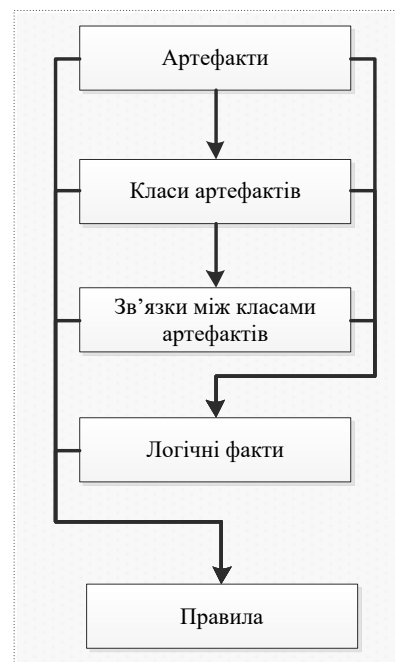 Артефакти
Класи артефактів
Зв’язки між класами
артефактів
Логічні факти
Правила